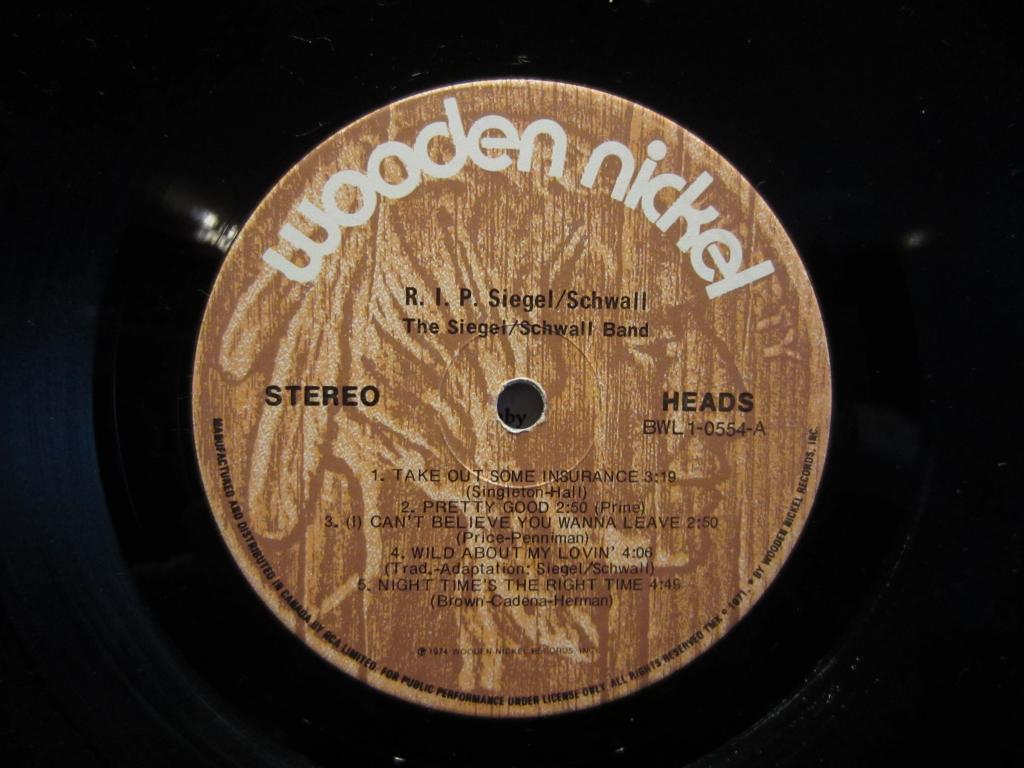 wooden nickel
R. I. P. Siegel/Schwall
The Siegel/Schwall Band
STEREO
HEADS
BWL 1-0554-A
by
1. TAKE OUT SOME INSURANCE 3:19
(Singleton-Hall)
2. PRETTY GOOD 2:50 (Prine)
3. (I) CAN'T BELIEVE YOU WANNA LEAVE 2:50
(Price-Penniman)
4. WILD ABOUT MY LOVIN' 4:06
(Trad.-Adaptation: Siegel/Schwall)
5. NIGHT TIME'S THE RIGHT TIME 4:49
(Brown-Cadena-Herman)
℗ 1974 WOODEN NICKEL RECORDS, INC.
MANUFACTURED AND DISTRIBUTED IN CANADA BY RCA LIMITED. FOR PUBLIC PERFORMANCE UNDER LICENSE ONLY. ALL RIGHTS RESERVED TMK © 1971. * BY WOODEN NICKEL RECORDS, INC.